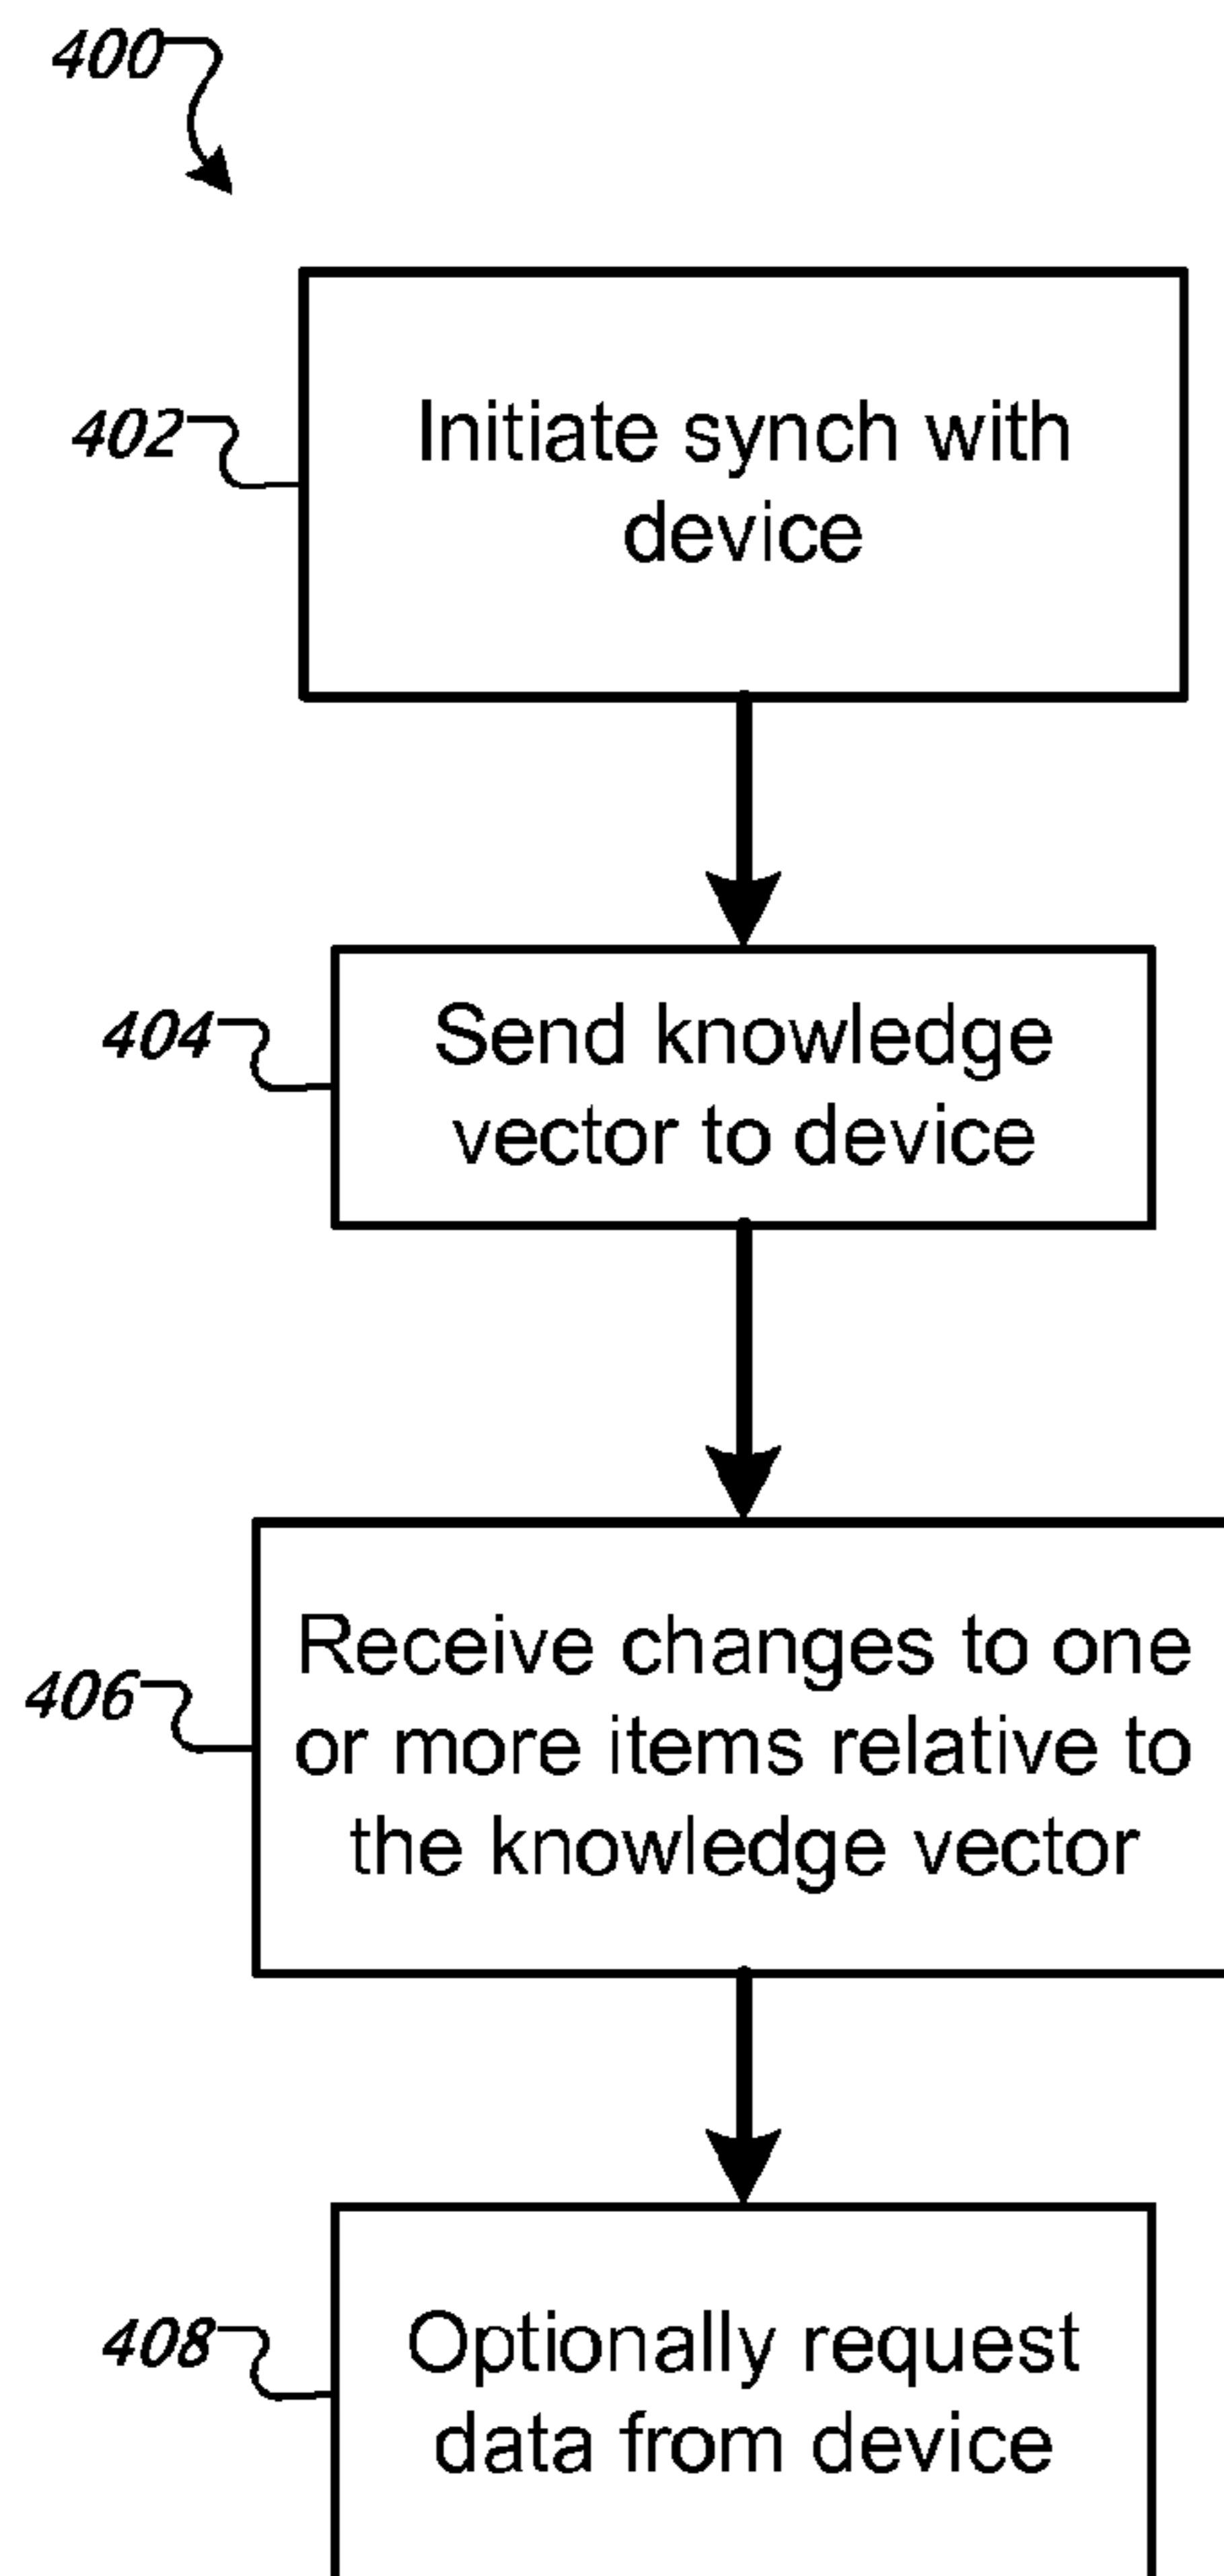 400
402
Initiate synch with
device
404
Send knowledge
vector to device
406
Receive changes to one
or more items relative to
the knowledge vector
408
Optionally request
data from device